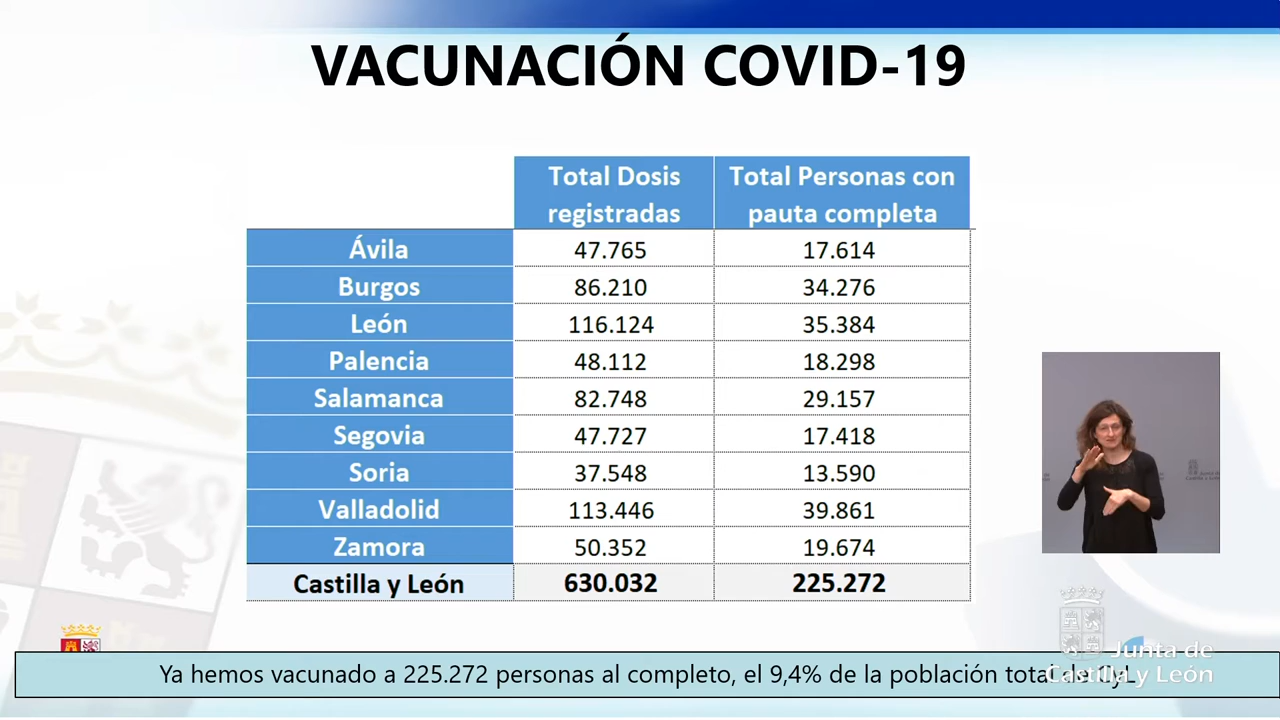 VACUNACIÓN COVID-19
Total Dosis registradas Total Personas con pauta completa
Ávila 47.765 17.614
Burgos 86.210 34.276
León 116.124 35.384
Palencia 48.112 18.298
Salamanca 82.748 29.157
Segovia 47.727 17.418
Soria 37.548 13.590
Valladolid 113.446 39.861
Zamora 50.352 19.674
Castilla y León 630.032 225.272
Ya hemos vacunado a 225.272 personas al completo, el 9,4% de la población total de CyL
Junta de
Castilla y León